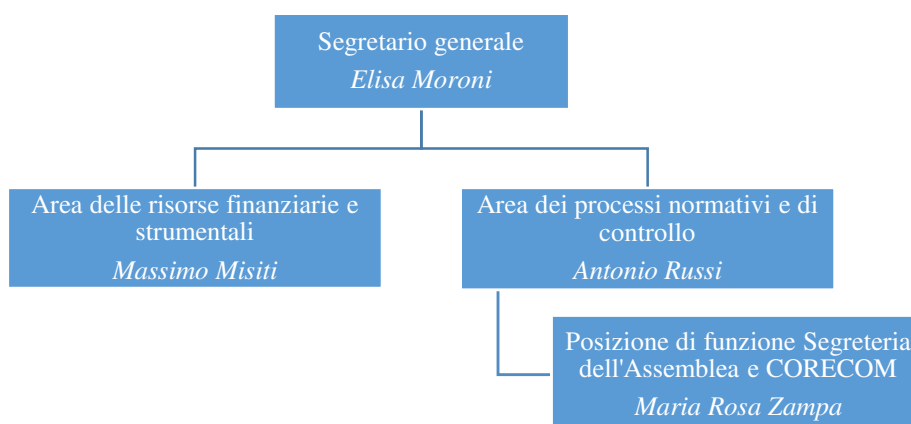 Segretario generale
Elisa Moroni
Area delle risorse finanziarie e
strumentali
Massimo Misiti
Area dei processi normativi e di
controllo
Antonio Russi
Posizione di funzione Segreteria
dell'Assemblea e CORECOM
Maria Rosa Zampa